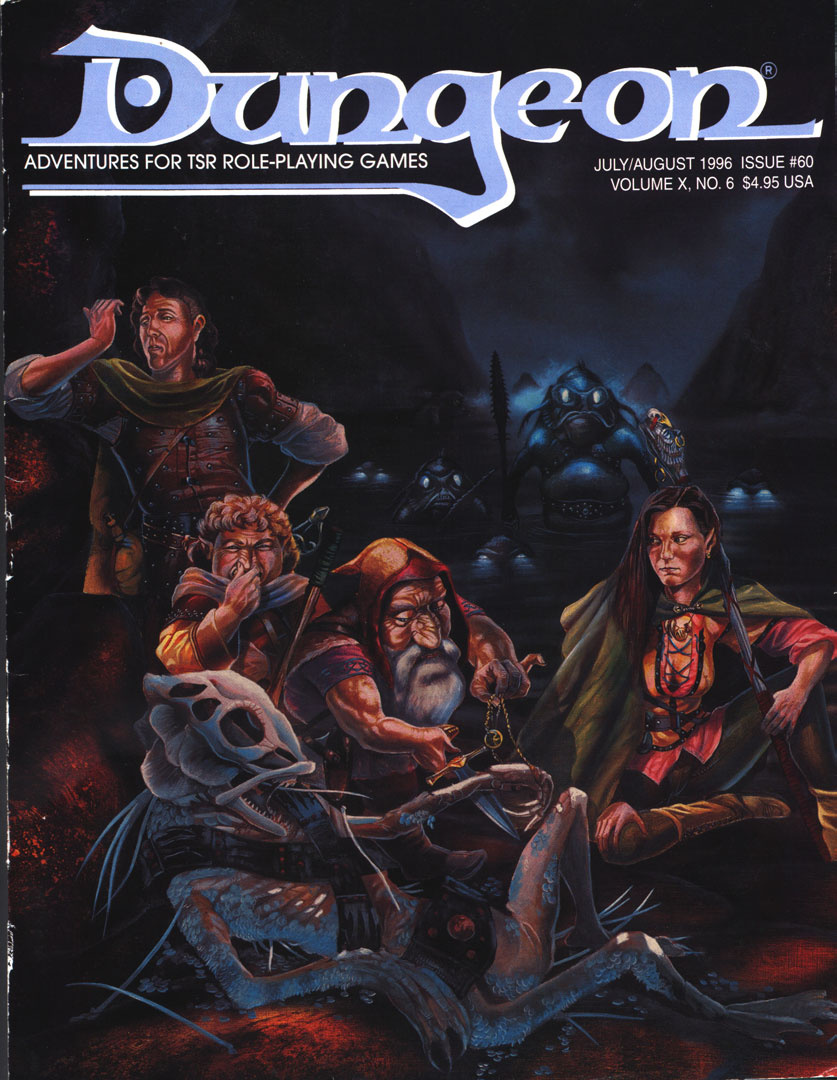 Dungeon®
ADVENTURES FOR TSR ROLE-PLAYING GAMES
JULY/AUGUST 1996 ISSUE #60
VOLUME X, NO. 6 $4.95 USA